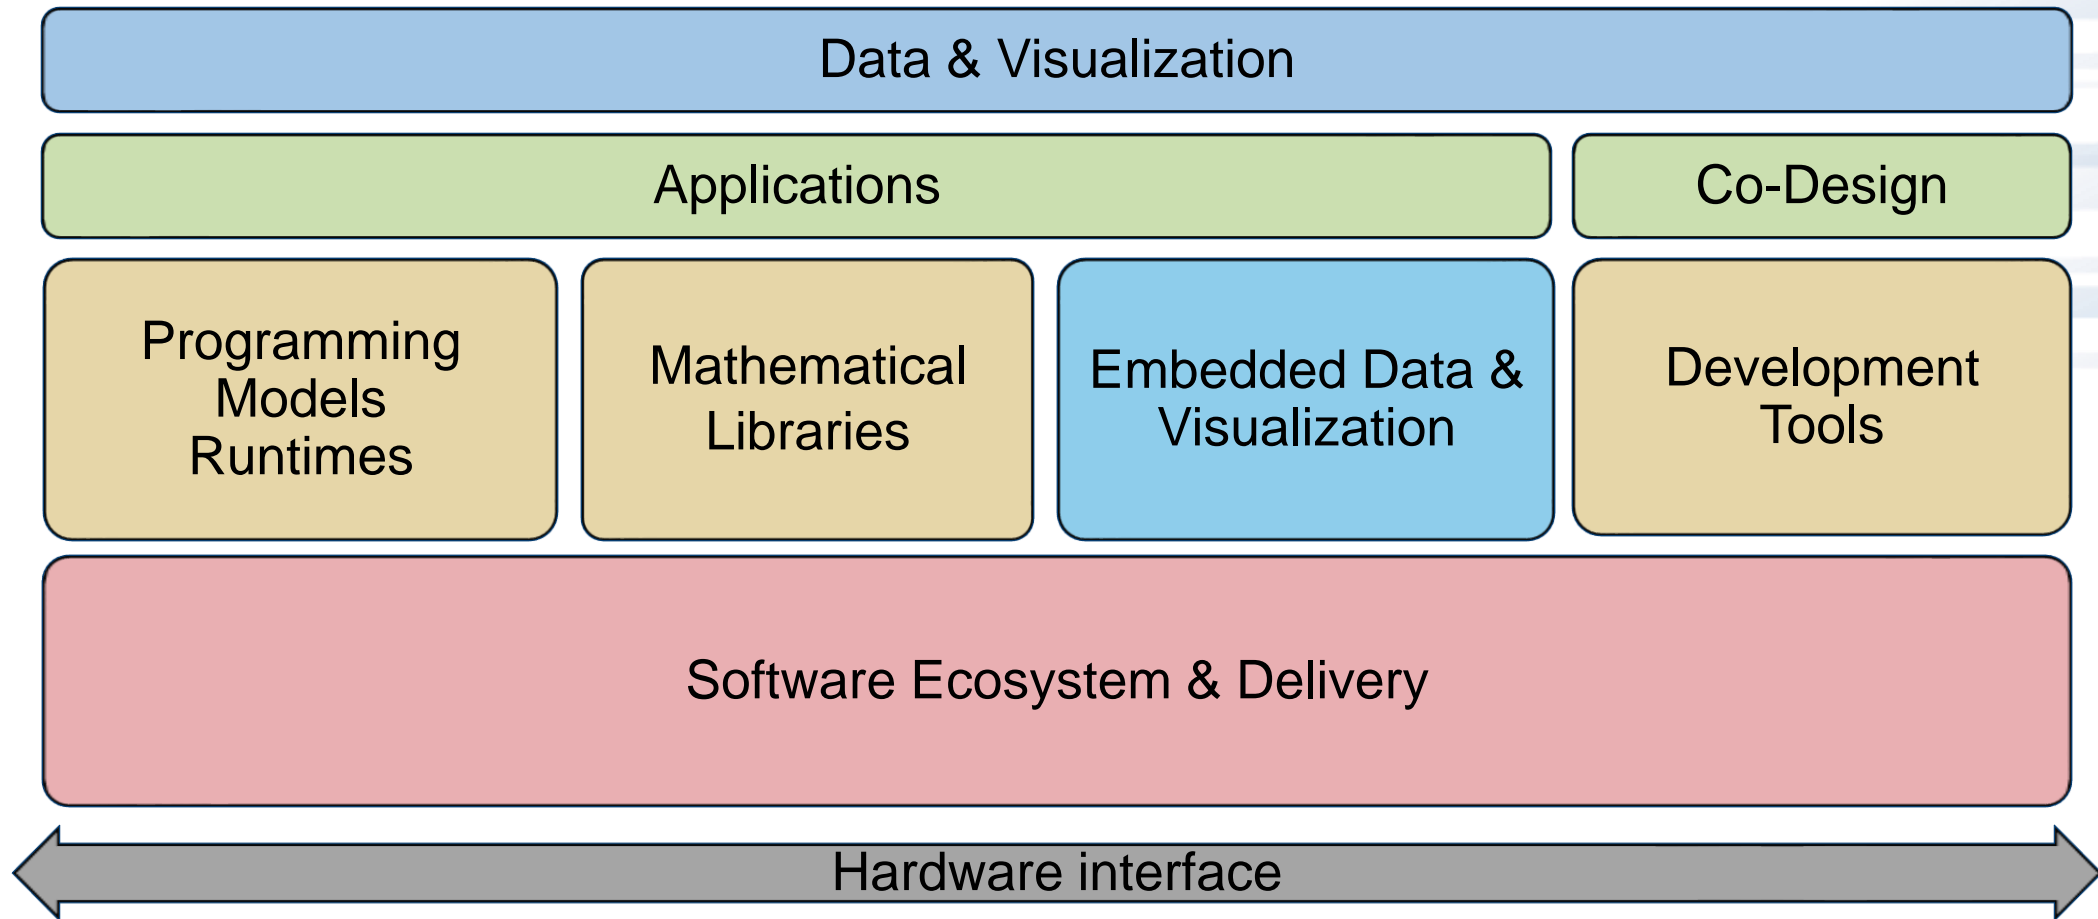 Data & Visualization
Applications
Co-Design
Programming
Models
Runtimes
Mathematical
Libraries
Embedded Data &
Visualization
Development
Tools
Software Ecosystem & Delivery
Hardware interface